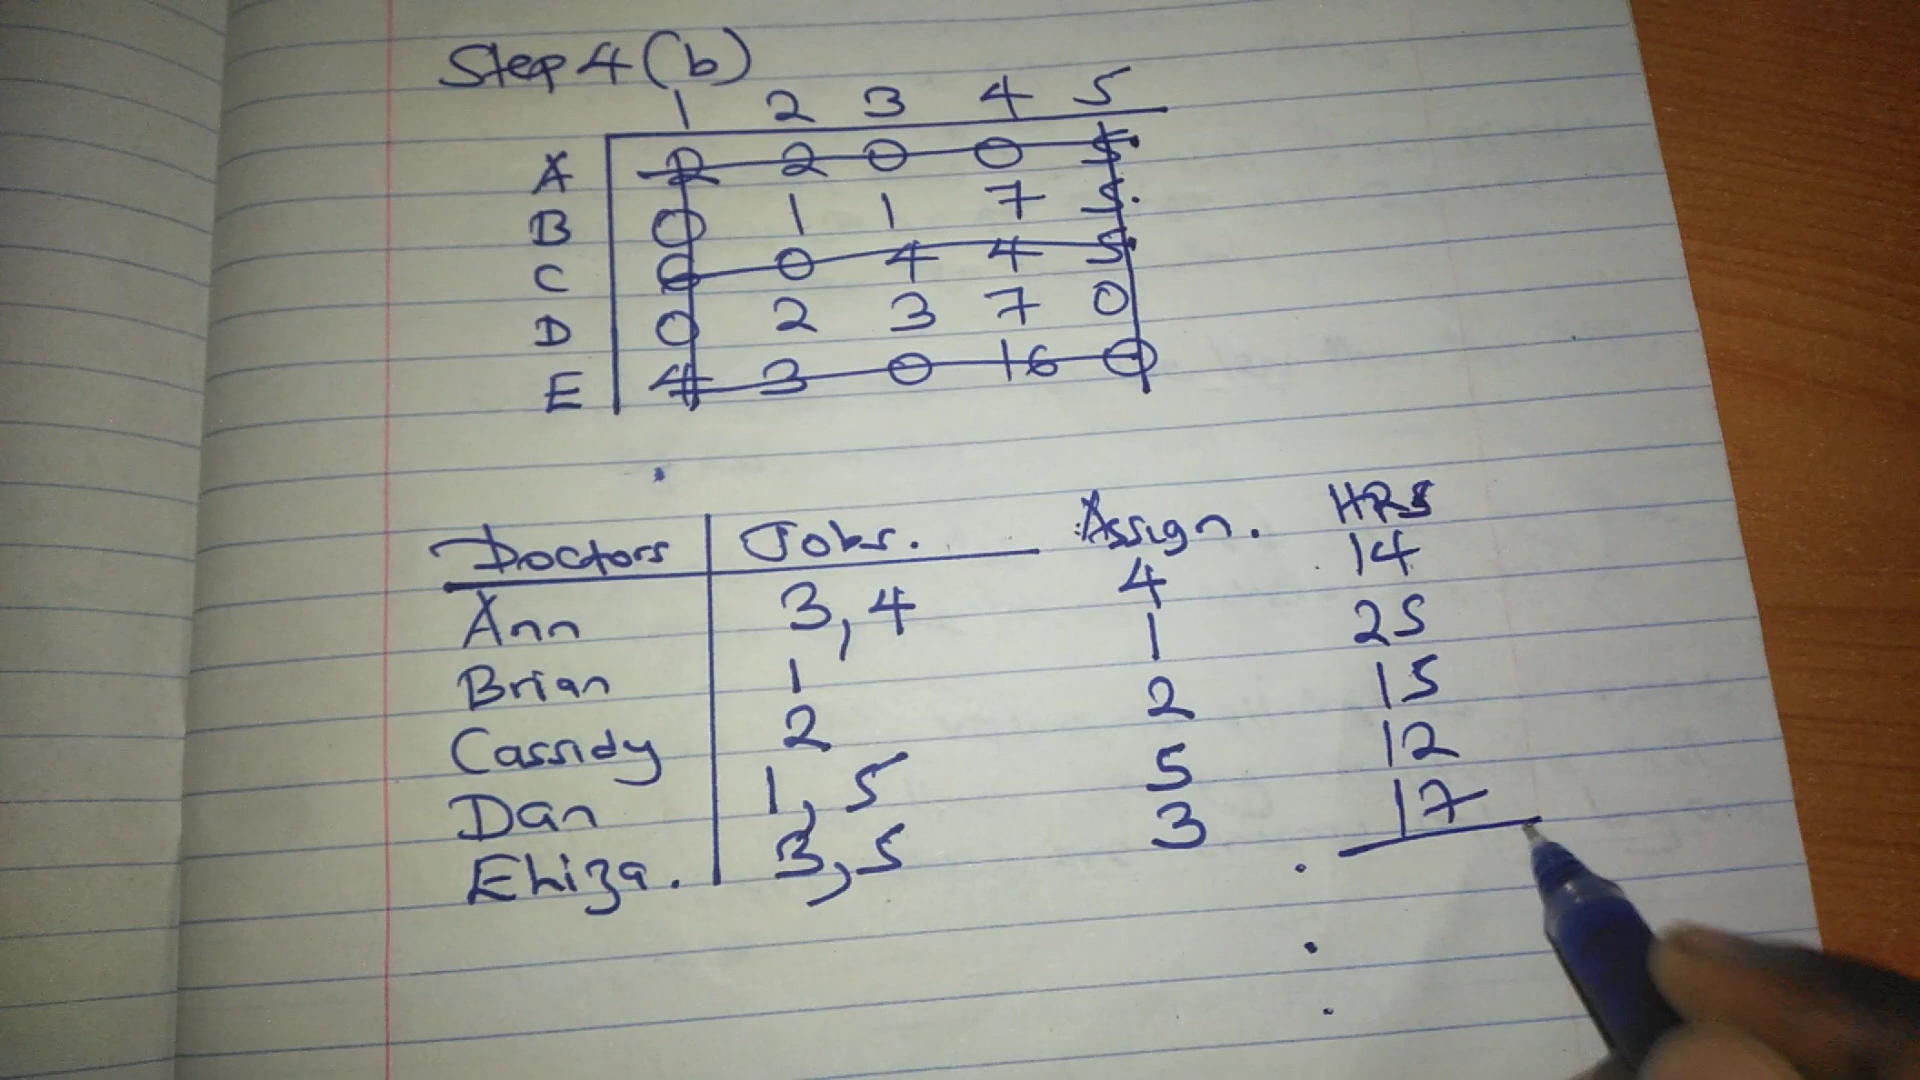 Step 4 (b)
1 2 3 4 5
A 2 2 0 0 5
B 0 1 1 7 5
C 0 0 4 4 5
D 0 2 3 7 0
E 4 3 0 16 0
Doctors Jobs. Assign. HRS
Ann 3, 4 4 14
Brian 1 1 25
Cassidy 2 2 15
Dan 1, 5 5 12
Ehiza. 3, 5 3 17